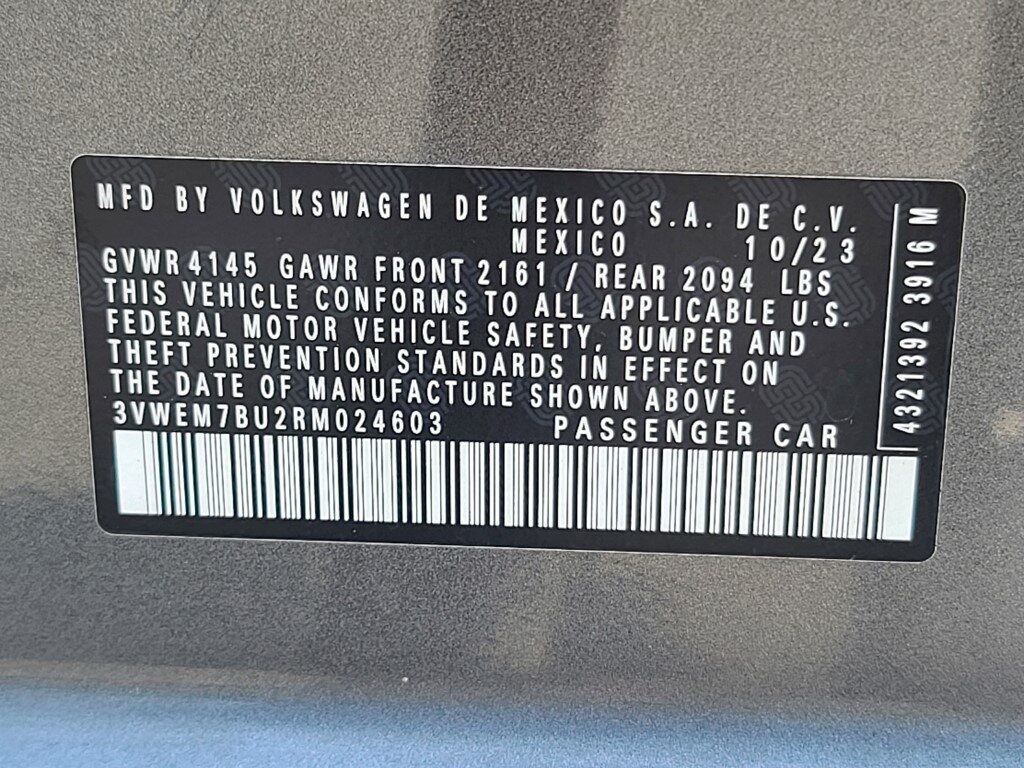 MFD BY VOLKSWAGEN DE MEXICO S.A. DE C.V.
MEXICO 10/23
GVWR 4145 GAWR FRONT 2161 / REAR 2094 LBS
THIS VEHICLE CONFORMS TO ALL APPLICABLE U.S.
FEDERAL MOTOR VEHICLE SAFETY, BUMPER AND
THEFT PREVENTION STANDARDS IN EFFECT ON
THE DATE OF MANUFACTURE SHOWN ABOVE.
3VWEM7BU2RM024603 PASSENGER CAR
4321392 3916 M